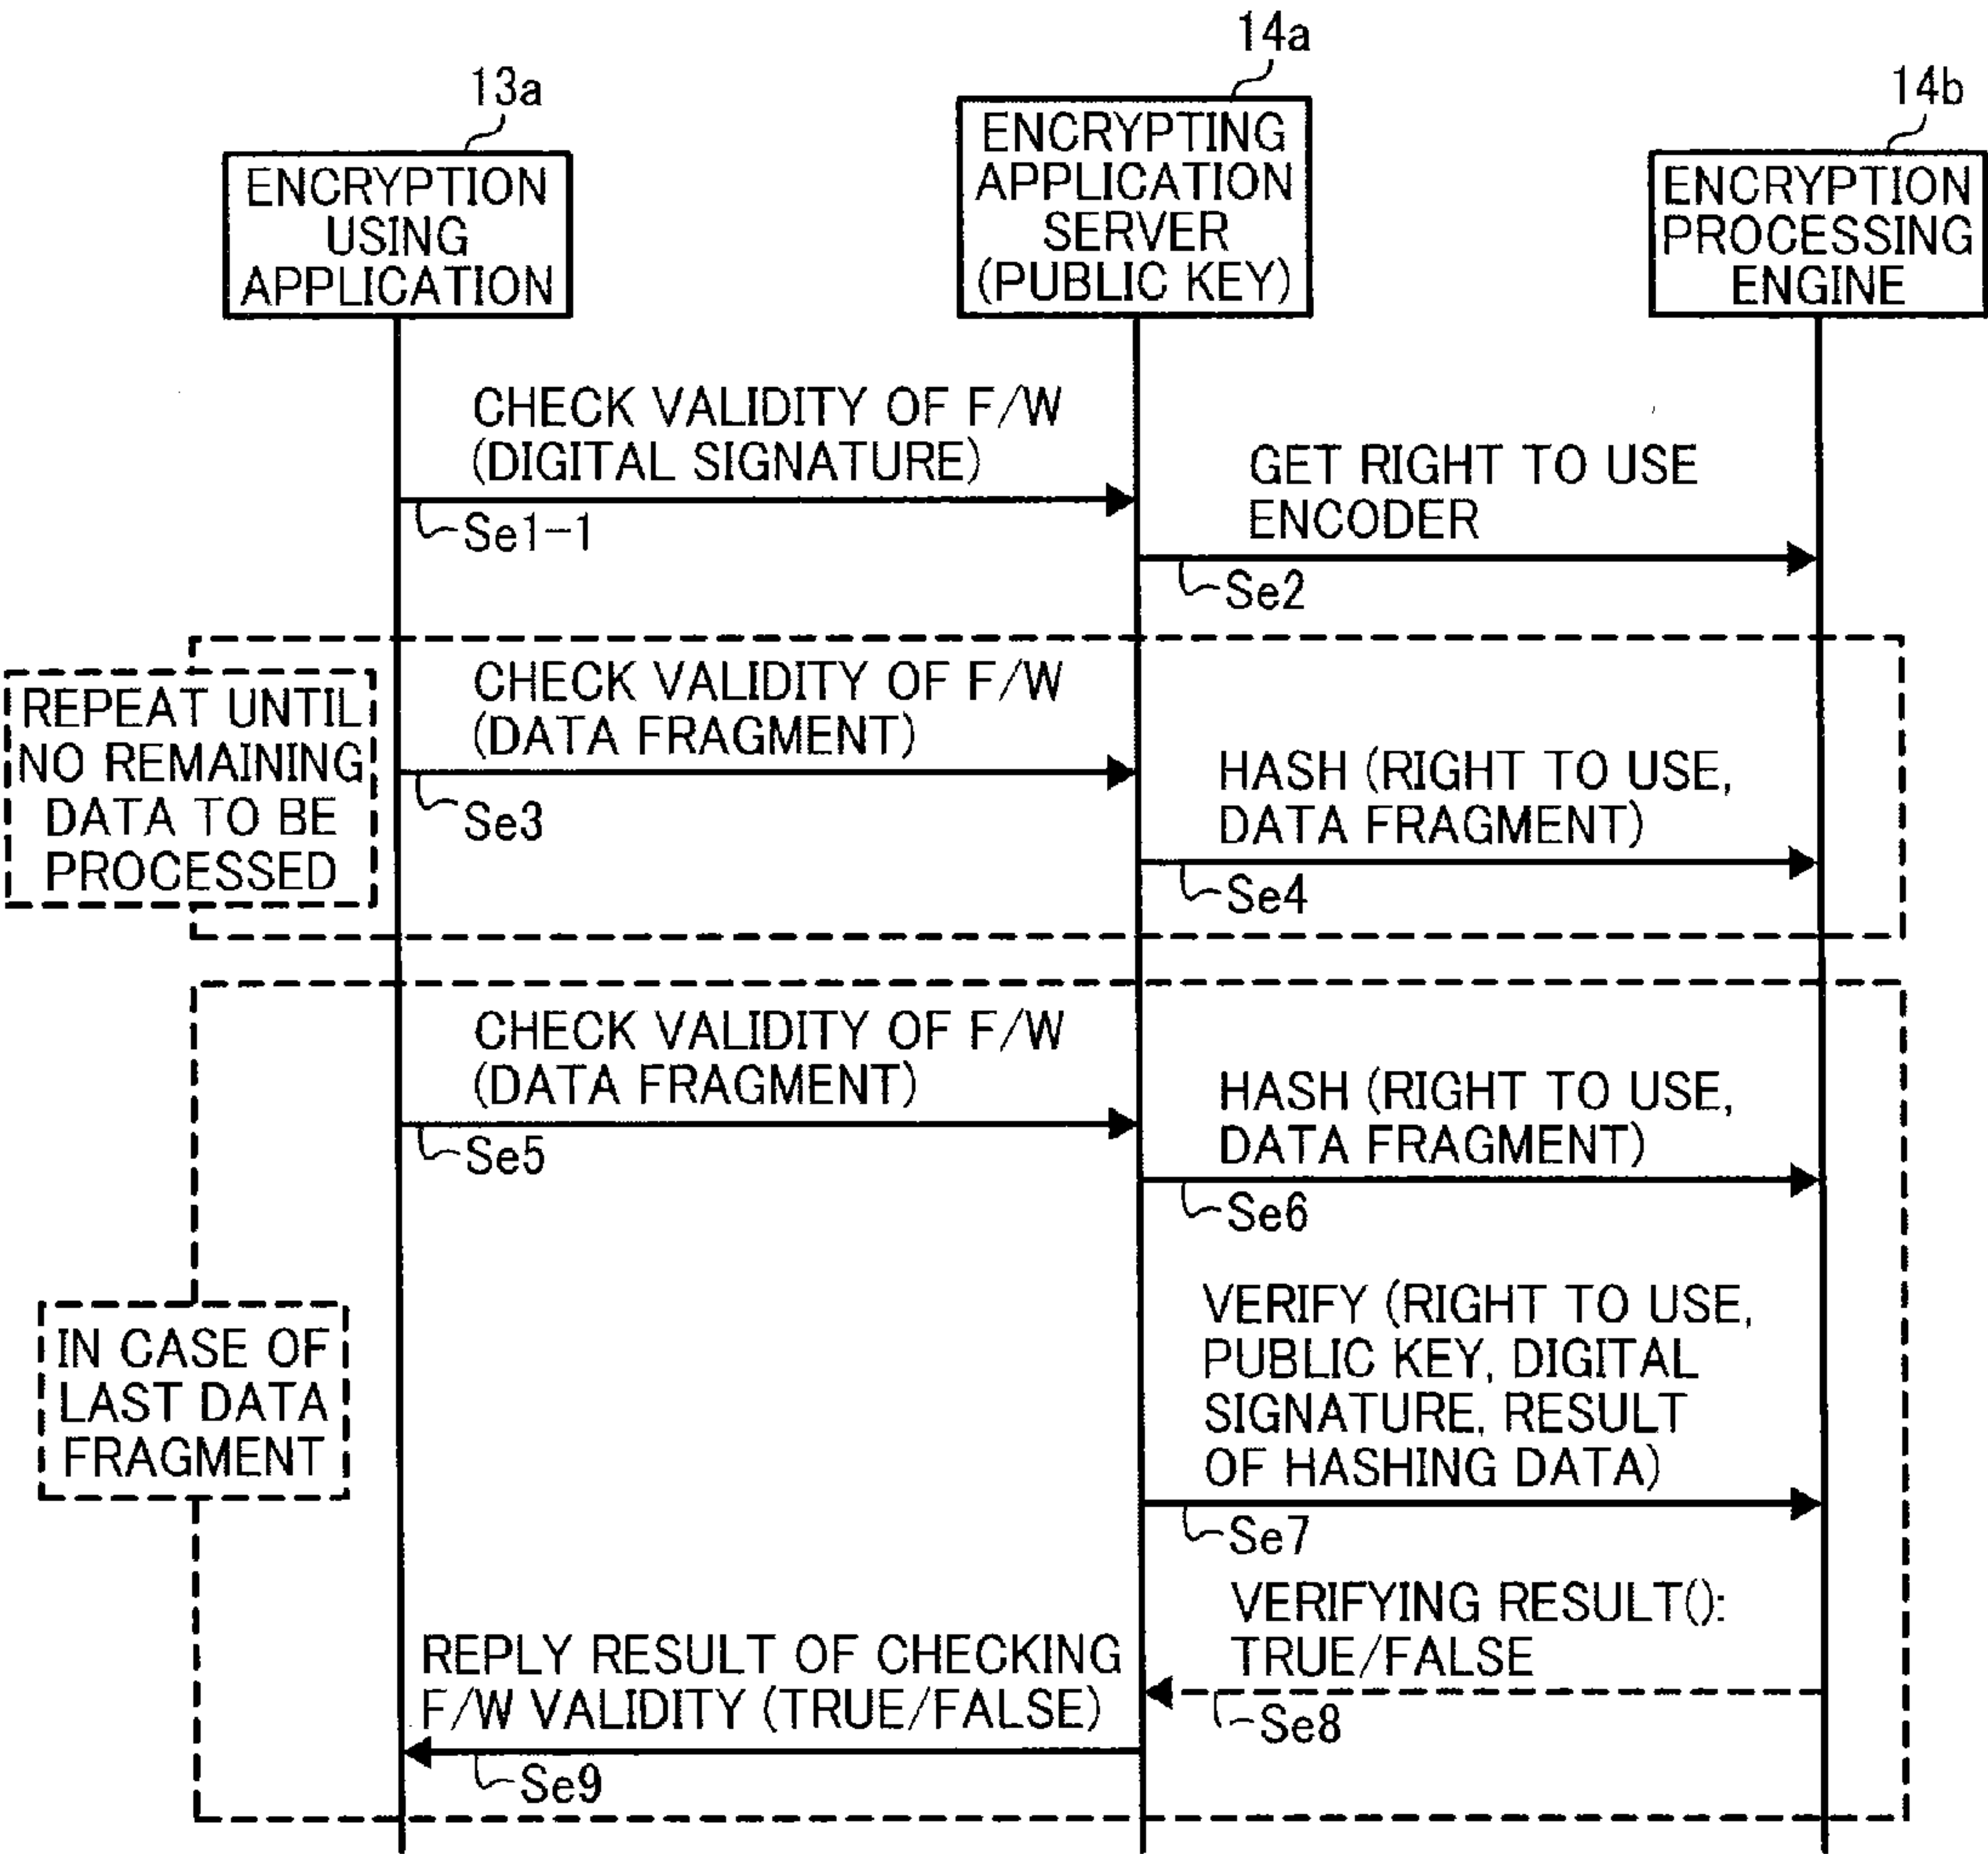 13a
14a
14b
ENCRYPTION
USING
APPLICATION
ENCRYPTING
APPLICATION
SERVER
(PUBLIC KEY)
ENCRYPTION
PROCESSING
ENGINE
CHECK VALIDITY OF F/W
(DIGITAL SIGNATURE)
Se1-1
GET RIGHT TO USE
ENCODER
Se2
REPEAT UNTIL
NO REMAINING
DATA TO BE
PROCESSED
CHECK VALIDITY OF F/W
(DATA FRAGMENT)
Se3
HASH (RIGHT TO USE,
DATA FRAGMENT)
Se4
CHECK VALIDITY OF F/W
(DATA FRAGMENT)
Se5
HASH (RIGHT TO USE,
DATA FRAGMENT)
Se6
IN CASE OF
LAST DATA
FRAGMENT
VERIFY (RIGHT TO USE,
PUBLIC KEY, DIGITAL
SIGNATURE, RESULT
OF HASHING DATA)
Se7
VERIFYING RESULT():
TRUE/FALSE
Se8
REPLY RESULT OF CHECKING
F/W VALIDITY (TRUE/FALSE)
Se9